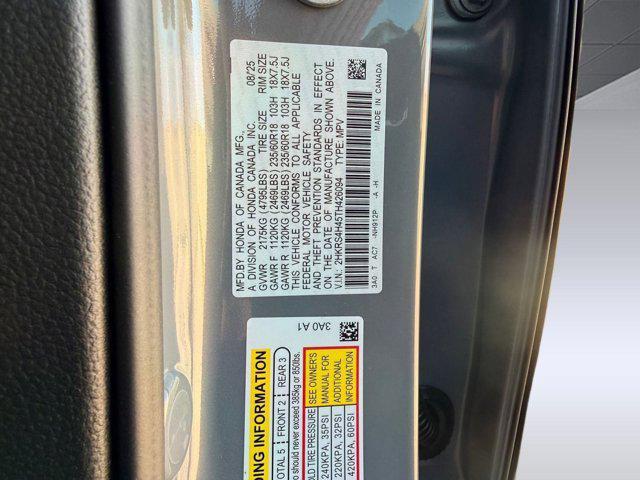 MFD.BY HONDA OF CANADA MFG.,
A DIVISION OF HONDA CANADA INC. 08/25
GVWR 2175KG (4795LBS) TIRE SIZE RIM SIZE
GAWR F 1120KG (2469LBS) 235/60R18 103H 18X7.5J
GAWR R 1120KG (2469LBS) 235/60R18 103H 18X7.5J
THIS VEHICLE CONFORMS TO ALL APPLICABLE
FEDERAL MOTOR VEHICLE SAFETY
AND THEFT PREVENTION STANDARDS IN EFFECT
ON THE DATE OF MANUFACTURE SHOWN ABOVE.
V.I.N.: 2HKRS4H45TH426094 TYPE: MPV
3A0 T AC7 -NH912P -A -H MADE IN CANADA
3A0 A1
DING INFORMATION
OTAL 5 FRONT 2 REAR 3
o should never exceed 385kg or 850lbs.
OLD TIRE PRESSURE SEE OWNER'S
240KPA, 35PSI MANUAL FOR
220KPA, 32PSI ADDITIONAL
420KPA, 60PSI INFORMATION